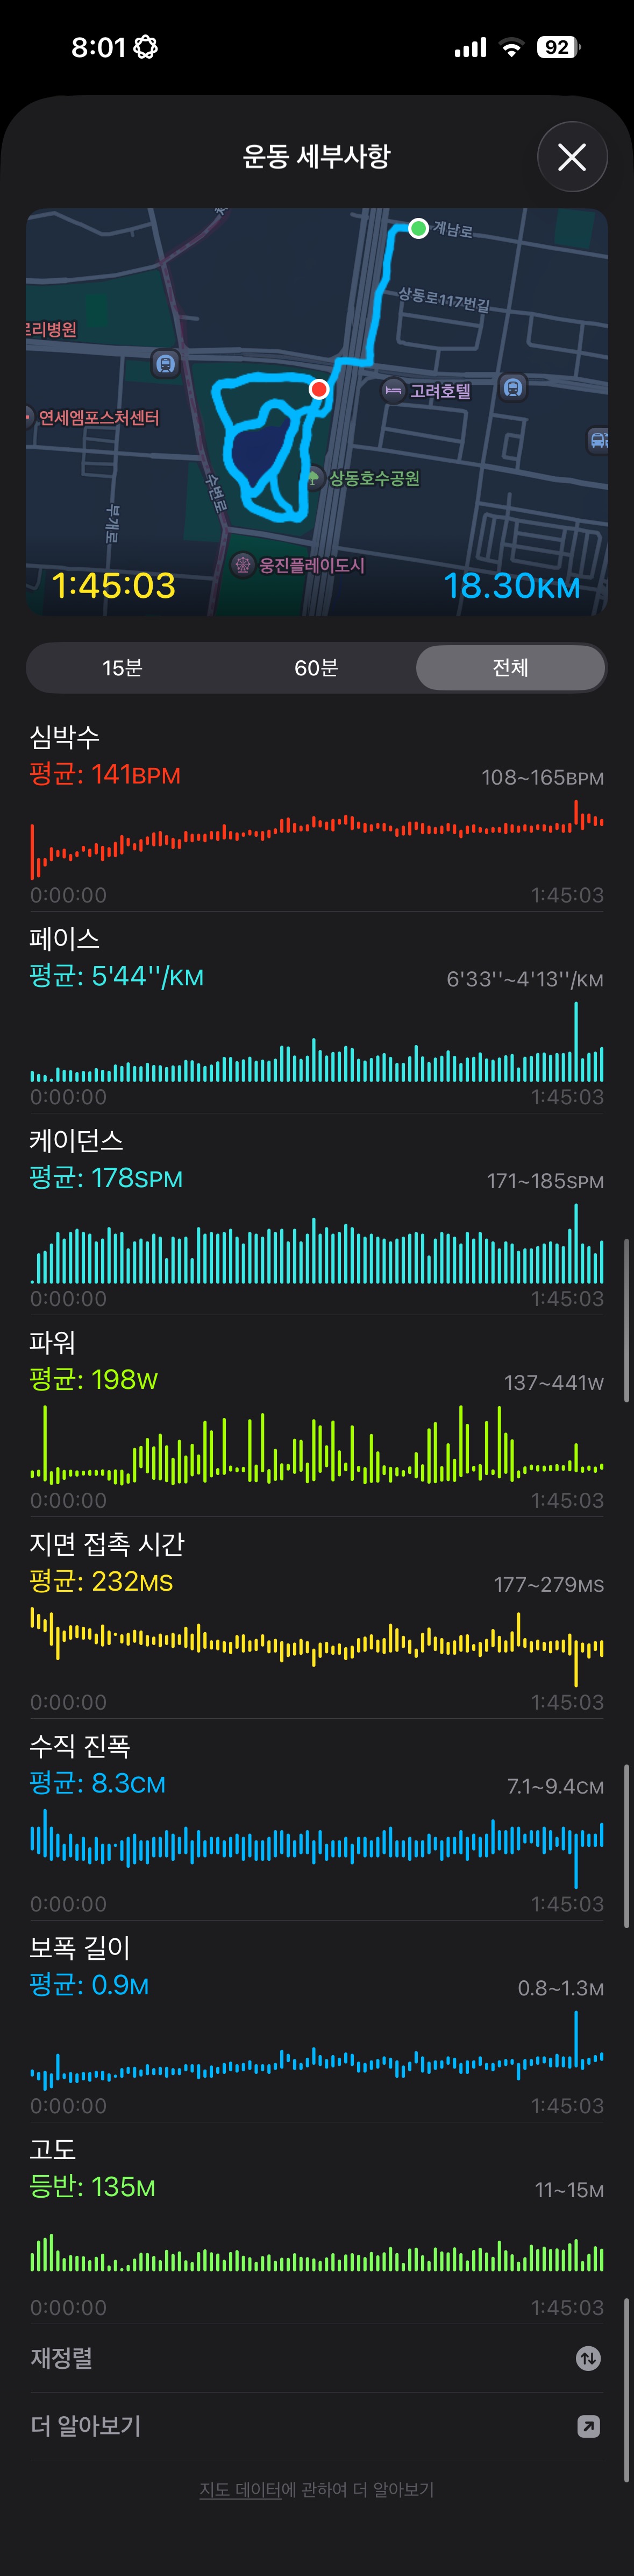 8:01
92
운동 세부사항
계남로
상동로117번길
르리병원
고려호텔
연세엠포스처센터
수변로
상동호수공원
부개로
웅진플레이도시
1:45:03
18.30KM
15분
60분
전체
심박수
평균: 141BPM
108~165BPM
0:00:00
1:45:03
페이스
평균: 5'44''/KM
6'33''~4'13''/KM
0:00:00
1:45:03
케이던스
평균: 178SPM
171~185SPM
0:00:00
1:45:03
파워
평균: 198W
137~441W
0:00:00
1:45:03
지면 접촉 시간
평균: 232MS
177~279MS
0:00:00
1:45:03
수직 진폭
평균: 8.3CM
7.1~9.4CM
0:00:00
1:45:03
보폭 길이
평균: 0.9M
0.8~1.3M
0:00:00
1:45:03
고도
등반: 135M
11~15M
0:00:00
1:45:03
재정렬
더 알아보기
지도 데이터에 관하여 더 알아보기